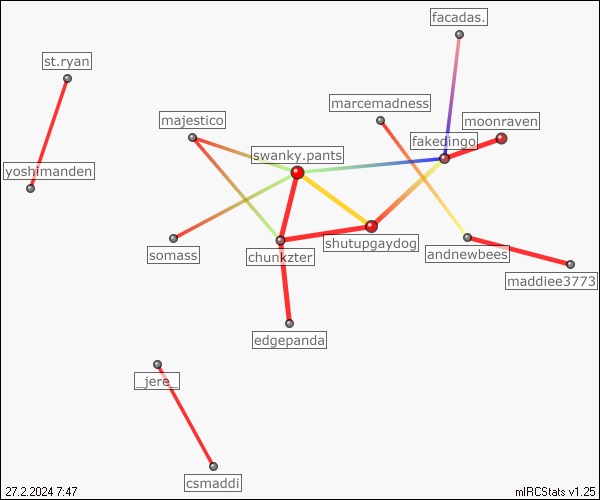 facadas.
st.ryan
marcemadness
majestico
moonraven
fakedingo
swanky.pants
yoshimanden
shutupgaydog
somass
chunkzter
andnewbees
maddiee3773
edgepanda
_jere_
csmaddi
27.2.2024 7:47
mIRCStats v1.25